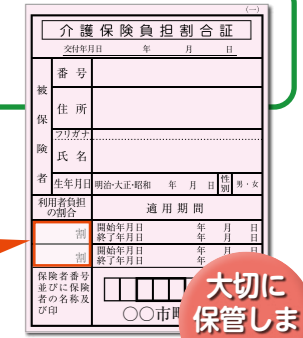 (一)
介護保険負担割合証
交付年月日　年　月　日
被保険者
番号
住所
フリガナ
氏名
生年月日 明治・大正・昭和　年　月　日 性別 男・女
利用者負担の割合 適用期間
割 開始年月日　年　月　日
終了年月日　年　月　日
割 開始年月日　年　月　日
終了年月日　年　月　日
保険者番号
並びに保険
者の名称及
び印
〇〇市町
大切に
保管しま